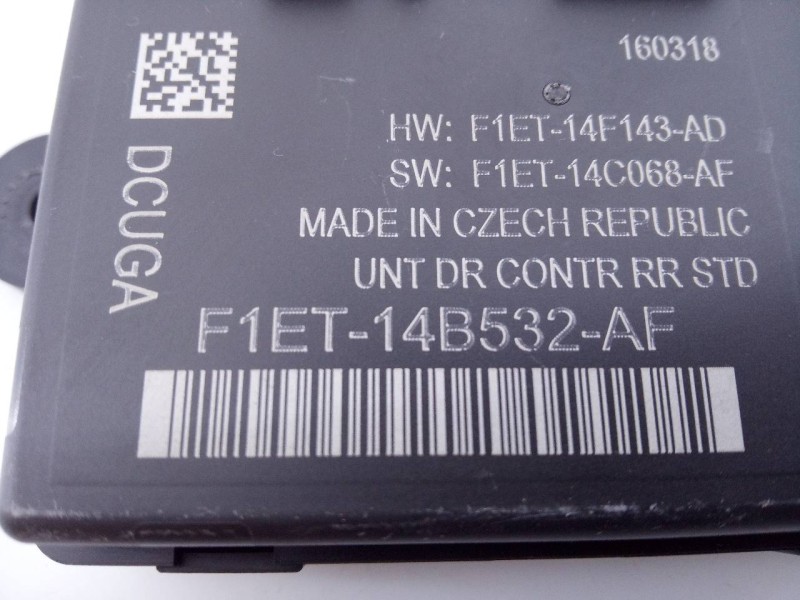 160318
HW: F1ET-14F143-AD
SW: F1ET-14C068-AF
MADE IN CZECH REPUBLIC
UNT DR CONTR RR STD
F1ET-14B532-AF
DCUGA